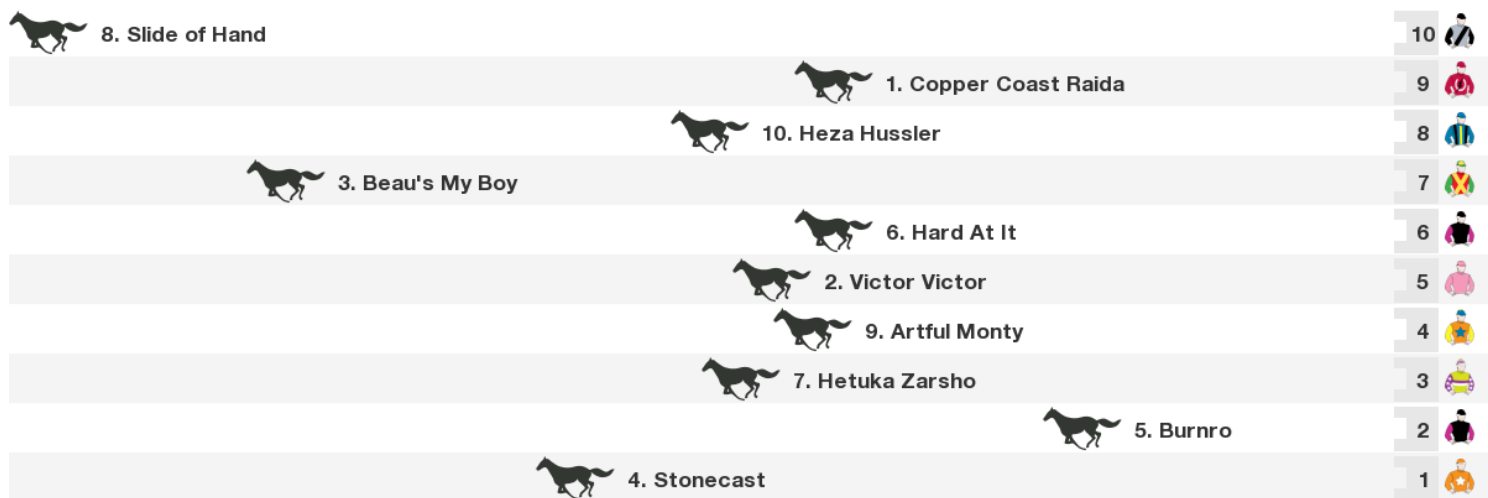 8. Slide of Hand 10
1. Copper Coast Raida 9
10. Heza Hussler 8
3. Beau's My Boy 7
6. Hard At It 6
2. Victor Victor 5
9. Artful Monty 4
7. Hetuka Zarsho 3
5. Burnro 2
4. Stonecast 1